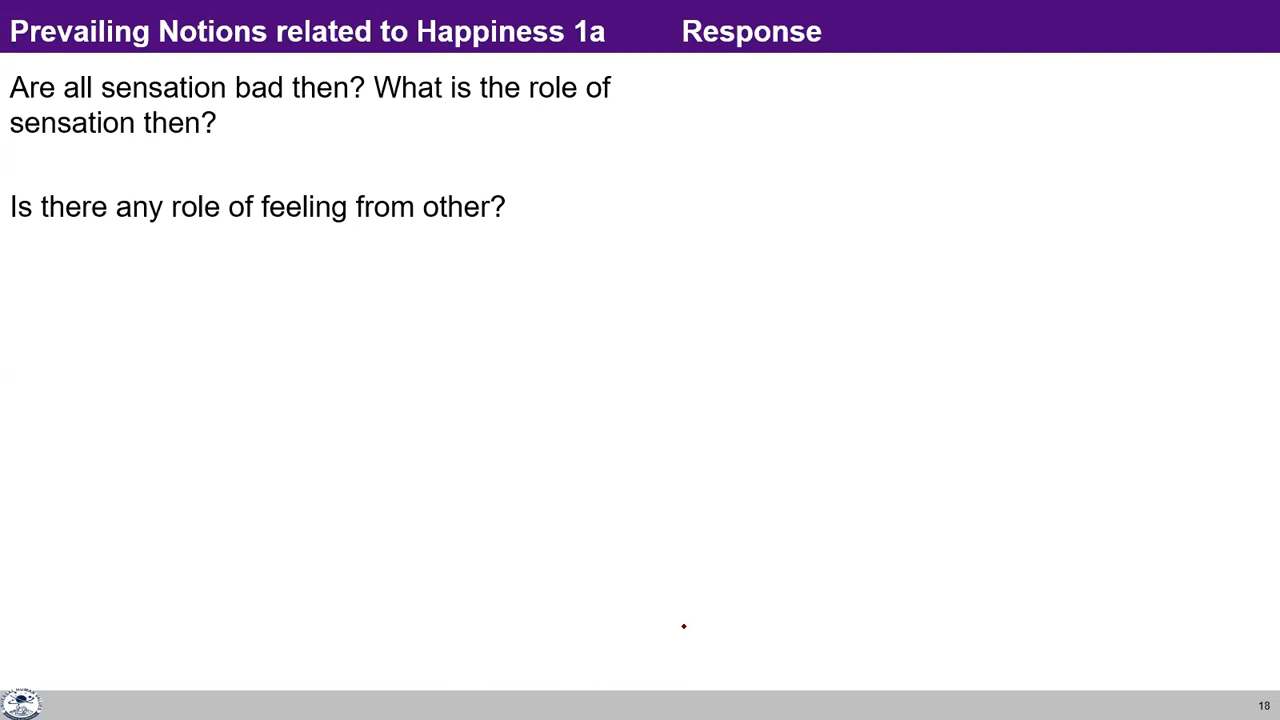 Prevailing Notions related to Happiness 1a
Response
Are all sensation bad then? What is the role of
sensation then?
Is there any role of feeling from other?
18